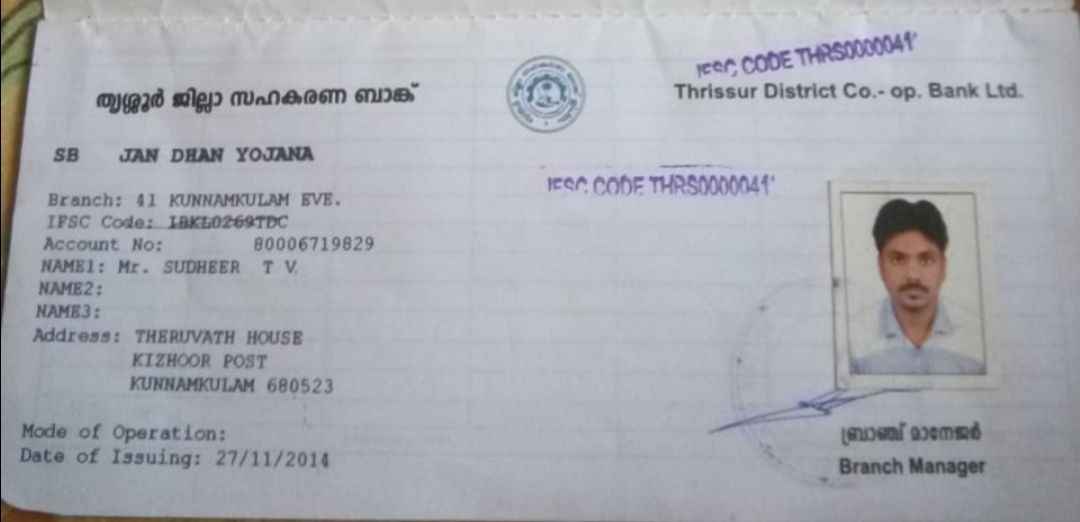 IFSC CODE THRS0000041
തൃശ്ശൂർ ജില്ലാ സഹകരണ ബാങ്ക്
Thrissur District Co.- op. Bank Ltd.
SB JAN DHAN YOJANA
IFSC CODE THRS0000041
Branch: 41 KUNNAMKULAM EVE.
IFSC Code: IBKL0269TDC
Account No: 80006719829
NAME1: Mr. SUDHEER T V
NAME2:
NAME3:
Address: THERUVATH HOUSE
KIZHOOR POST
KUNNAMKULAM 680523
Mode of Operation:
Date of Issuing: 27/11/2014
ബ്രാഞ്ച് മാനേജർ
Branch Manager